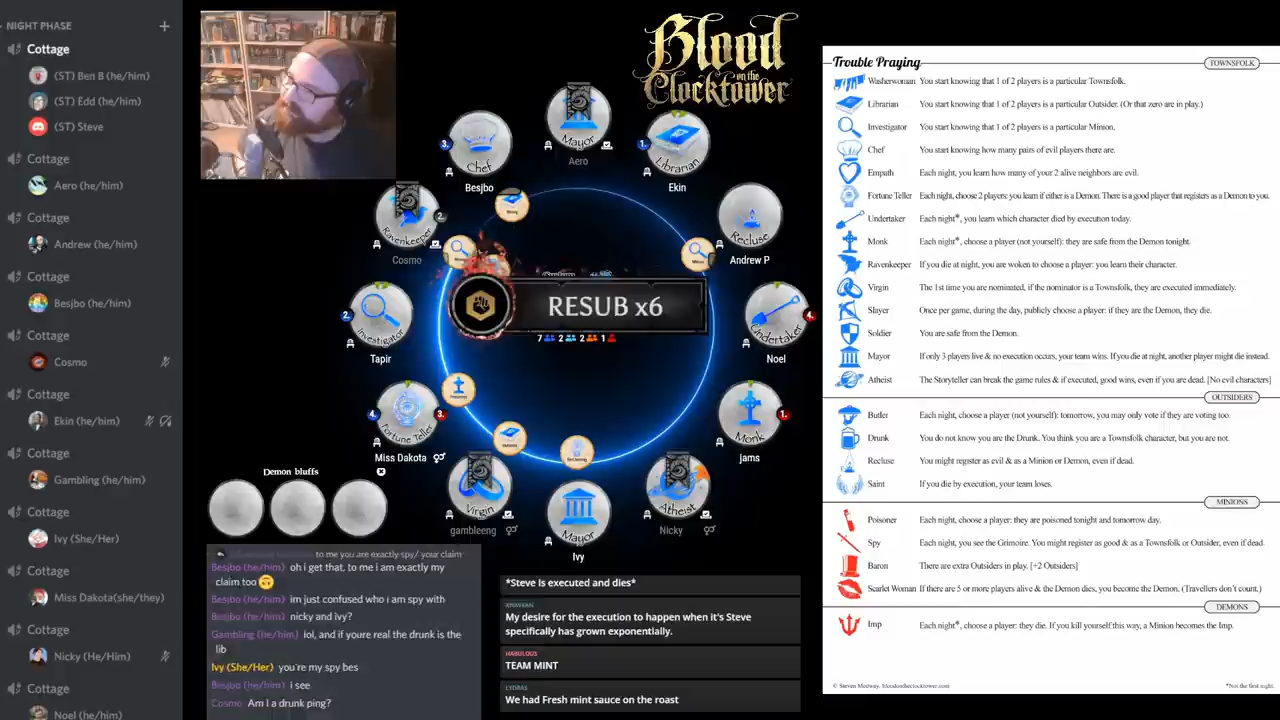 NIGHT PHASE
Cottage
(ST) Ben B (he/him)
(ST) Edd (he/him)
(ST) Steve
Cottage
Aero (he/him)
Cottage
Andrew (he/him)
Cottage
Besjbo (he/him)
Cottage
Cosmo
Cottage
Ekin (he/him)
Cottage
Gambling (he/him)
Cottage
Ivy (She/Her)
Cottage
Miss Dakota(she/they)
Cottage
Nicky (He/Him)
Cottage
Noel (he/him)
Blood
on the
Clocktower
Mayor
Aero
1.
Librarian
Ekin
Recluse
Andrew P
Undertaker
4.
Noel
Monk
1.
jams
Atheist
Nicky
Mayor
Ivy
Virgin
gambleeng
4.
Fortune Teller
3.
Miss Dakota
2.
Investigator
Tapir
Ravenkeeper
2.
Cosmo
3.
Chef
Besjbo
RESUB x6
7 2 2 1
Demon bluffs
to me you are exactly spy/ your claim
Besjbo (he/him) oh i get that, to me i am exactly my
claim too 🙃
Besjbo (he/him) im just confused who i am spy with
Besjbo (he/him) nicky and ivy?
Gambling (he/him) lol, and if youre real the drunk is the
lib
Ivy (She/Her) you're my spy bes
Besjbo (he/him) i see
Cosmo Am I a drunk ping?
*Steve is executed and dies*
My desire for the execution to happen when it's Steve
specifically has grown exponentially.
HABULOUS
TEAM MINT
LYDRAS
We had Fresh mint sauce on the roast
Trouble Praying
TOWNSFOLK
Washerwoman You start knowing that 1 of 2 players is a particular Townsfolk.
Librarian You start knowing that 1 of 2 players is a particular Outsider. (Or that zero are in play.)
Investigator You start knowing that 1 of 2 players is a particular Minion.
Chef You start knowing how many pairs of evil players there are.
Empath Each night, you learn how many of your 2 alive neighbors are evil.
Fortune Teller Each night, choose 2 players: you learn if either is a Demon. There is a good player that registers as a Demon to you.
Undertaker Each night*, you learn which character died by execution today.
Monk Each night*, choose a player (not yourself): they are safe from the Demon tonight.
Ravenkeeper If you die at night, you are woken to choose a player: you learn their character.
Virgin The 1st time you are nominated, if the nominator is a Townsfolk, they are executed immediately.
Slayer Once per game, during the day, publicly choose a player: if they are the Demon, they die.
Soldier You are safe from the Demon.
Mayor If only 3 players live & no execution occurs, your team wins. If you die at night, another player might die instead.
Atheist The Storyteller can break the game rules & if executed, good wins, even if you are dead. [No evil characters]
OUTSIDERS
Butler Each night, choose a player (not yourself): tomorrow, you may only vote if they are voting too.
Drunk You do not know you are the Drunk. You think you are a Townsfolk character, but you are not.
Recluse You might register as evil & as a Minion or Demon, even if dead.
Saint If you die by execution, your team loses.
MINIONS
Poisoner Each night, choose a player: they are poisoned tonight and tomorrow day.
Spy Each night, you see the Grimoire. You might register as good & as a Townsfolk or Outsider, even if dead.
Baron There are extra Outsiders in play. [+2 Outsiders]
Scarlet Woman If there are 5 or more players alive & the Demon dies, you become the Demon. (Travellers don't count.)
DEMONS
Imp Each night*, choose a player: they die. If you kill yourself this way, a Minion becomes the Imp.
© Steven Medway, bloodontheclocktower.com
*Not the first night.